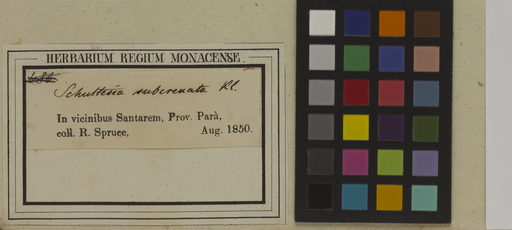 HERBARIUM REGIUM MONACENSE.
Schultesia subcrenata Kl.
In vicinibus Santarem, Prov. Parà,
coll. R. Spruce, Aug. 1850.